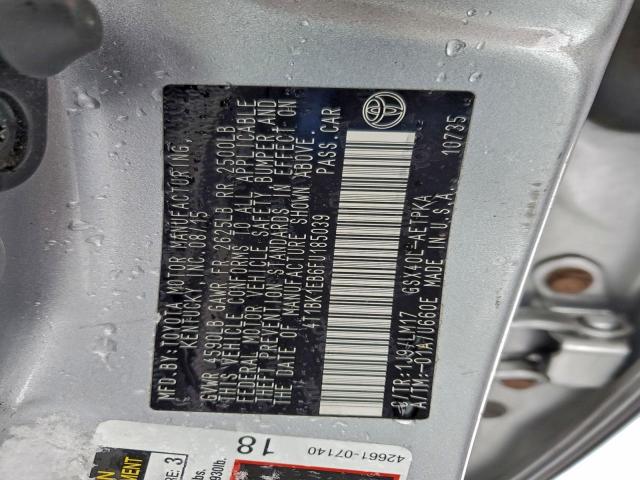 MFD.BY:TOYOTA MOTOR MANUFACTURING,
KENTUCKY, INC.
GVWR 4590LB GAWR FR 2625LB RR 2500LB
THIS VEHICLE CONFORMS TO ALL APPLICABLE
FEDERAL MOTOR VEHICLE SAFETY, BUMPER, AND
THEFT PREVENTION STANDARDS IN EFFECT ON
THE DATE OF MANUFACTURE SHOWN ABOVE.
4T1BK1EB6FU185039 PASS.CAR
C/TR:1J9/LM17 GSX40L-AETPKA
A/TM:-01A/U660E MADE IN U.S.A. 10735
18
42661-07140